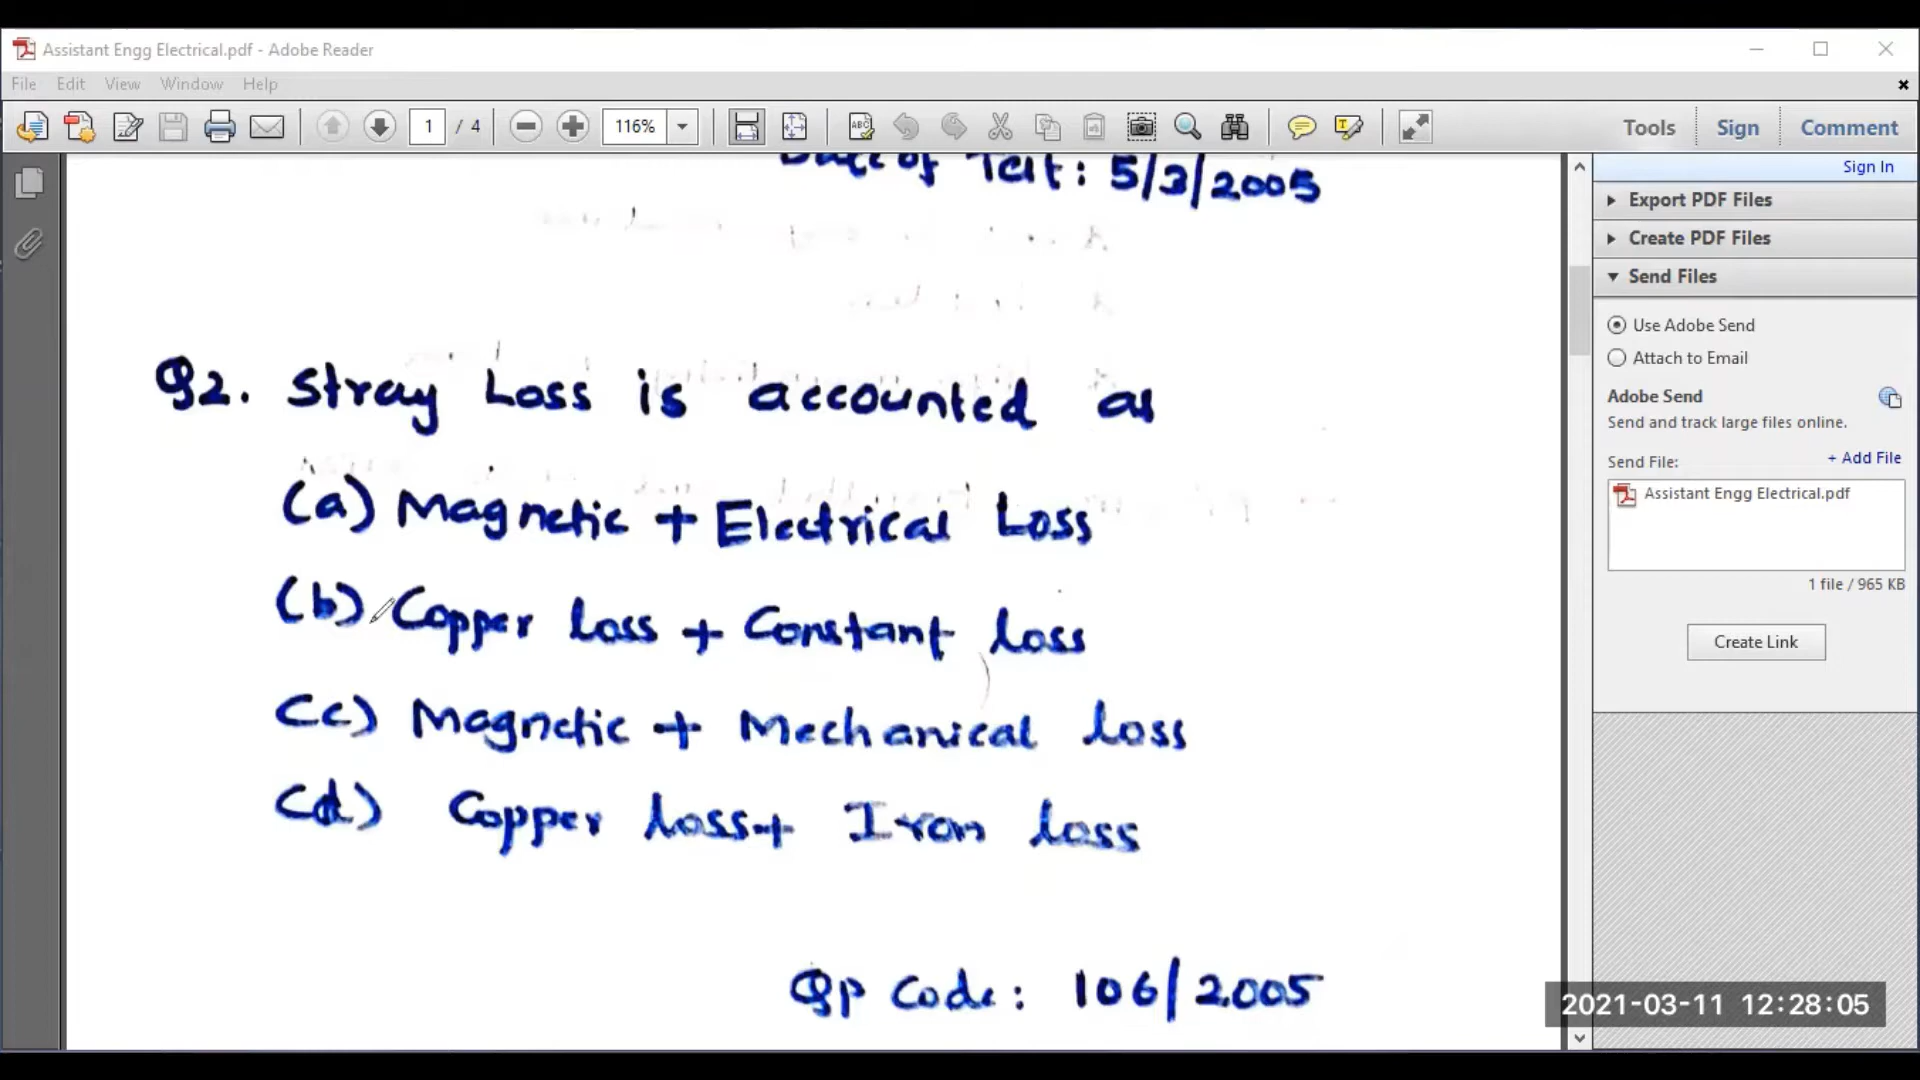 Assistant Engg Electrical.pdf - Adobe Reader
File Edit View Window Help
1 / 4 116% Tools Sign Comment
Sign In
Export PDF Files
Create PDF Files
Send Files
Use Adobe Send
Attach to Email
Adobe Send
Send and track large files online.
Send File: + Add File
Assistant Engg Electrical.pdf
1 file / 965 KB
Create Link
Date of Test: 5/3/2005
Q2. Stray Loss is accounted as
(a) Magnetic + Electrical Loss
(b) Copper loss + Constant loss
(c) Magnetic + Mechanical loss
(d) Copper loss + Iron loss
Qp Code: 106/2005
2021-03-11 12:28:05